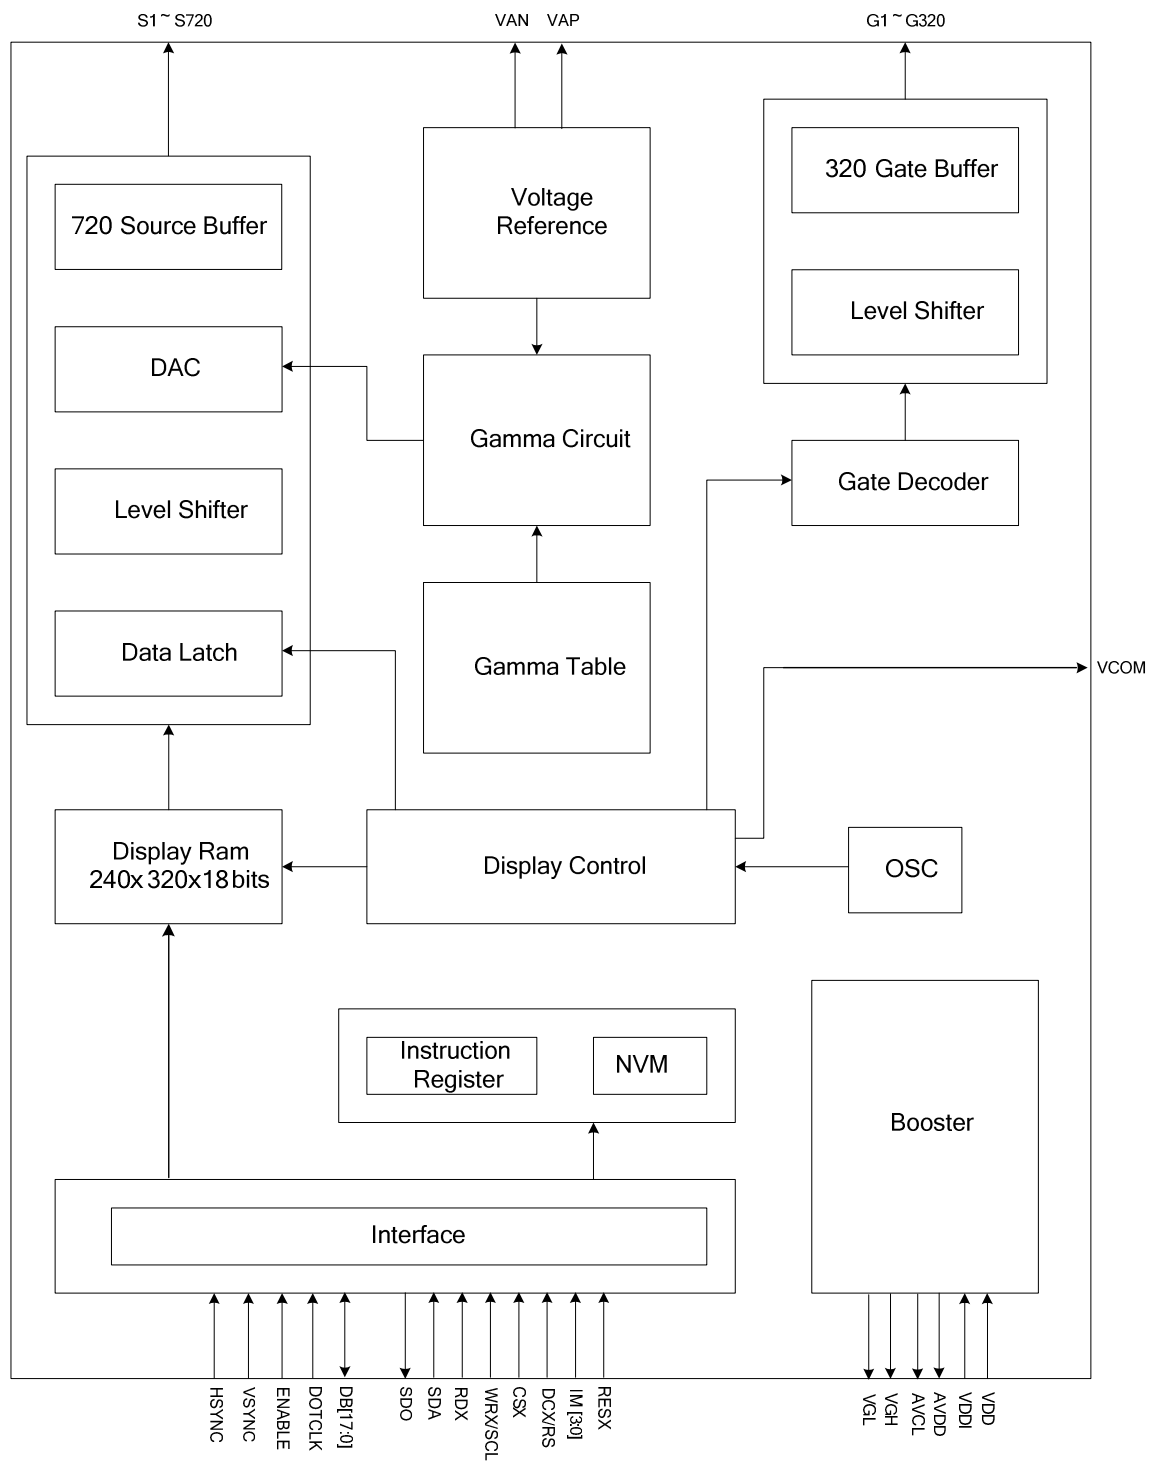 S1~S720
VAN
VAP
G1~G320
720 Source Buffer
Voltage
Reference
320 Gate Buffer
Level Shifter
DAC
Gamma Circuit
Gate Decoder
Level Shifter
Data Latch
Gamma Table
VCOM
Display Ram
240x320x18bits
Display Control
OSC
Instruction
Register
NVM
Booster
Interface
HSYNC
VSYNC
ENABLE
DOTCLK
DB[17:0]
SDO
SDA
RDX
WRX/SCL
CSX
DCX/RS
IM [3:0]
RESX
VGL
VGH
AVCL
AVDD
VDDI
VDD